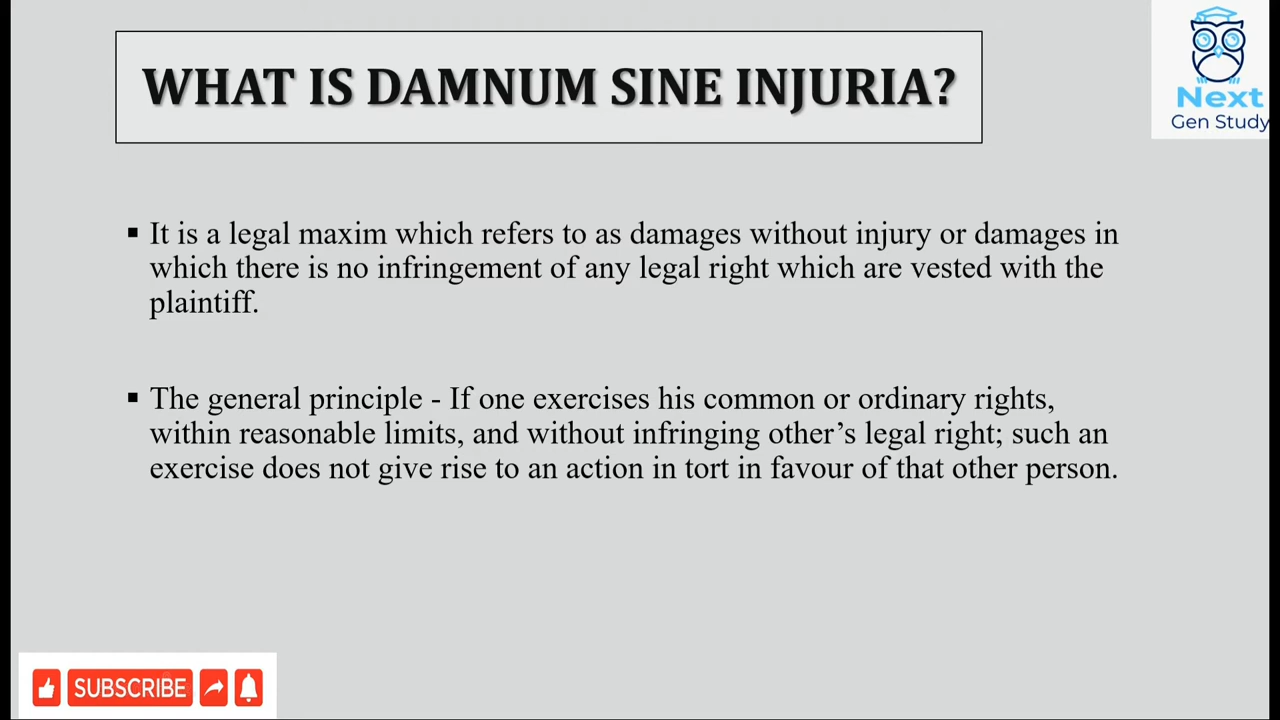 WHAT IS DAMNUM SINE INJURIA?
Next
Gen Study
▪ It is a legal maxim which refers to as damages without injury or damages in
which there is no infringement of any legal right which are vested with the
plaintiff.
▪ The general principle - If one exercises his common or ordinary rights,
within reasonable limits, and without infringing other’s legal right; such an
exercise does not give rise to an action in tort in favour of that other person.
SUBSCRIBE